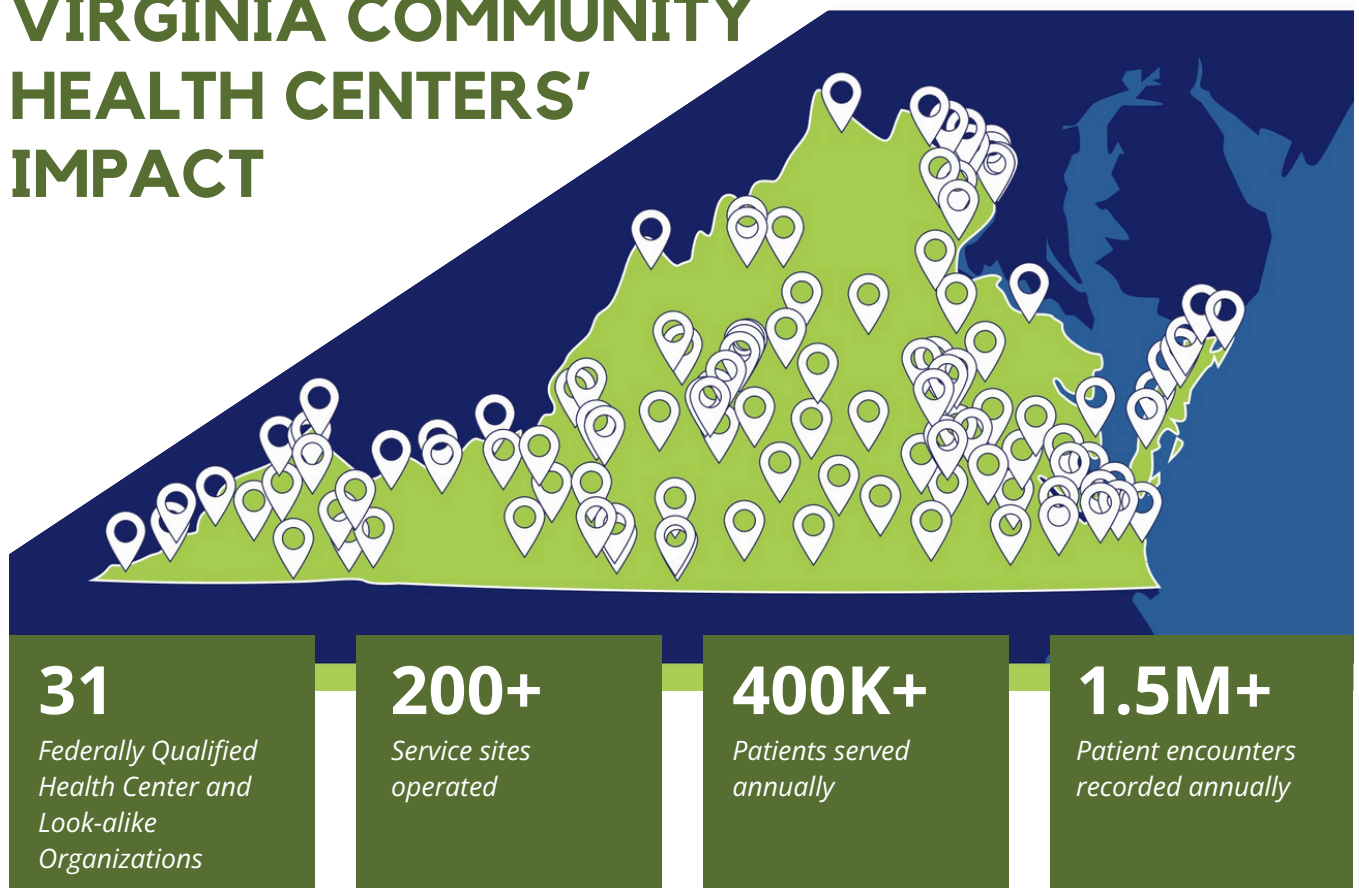 VIRGINIA COMMUNITY
HEALTH CENTERS'
IMPACT
31
Federally Qualified
Health Center and
Look-alike
Organizations
200+
Service sites
operated
400K+
Patients served
annually
1.5M+
Patient encounters
recorded annually